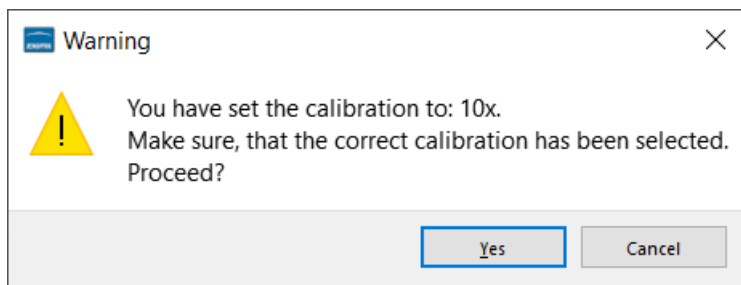 Warning
You have set the calibration to: 10x.
Make sure, that the correct calibration has been selected.
Proceed?
Yes
Cancel